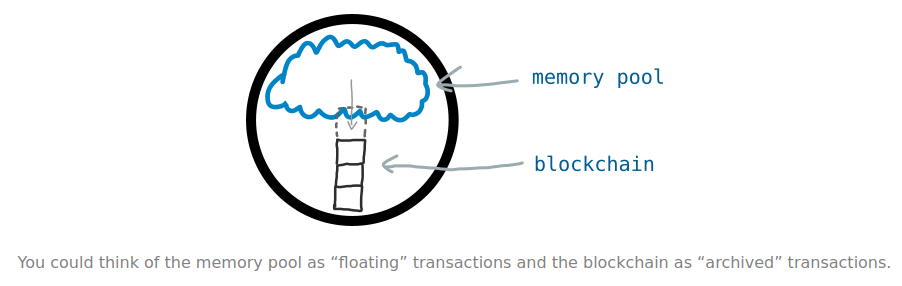 memory pool
blockchain
You could think of the memory pool as “floating” transactions and the blockchain as “archived” transactions.